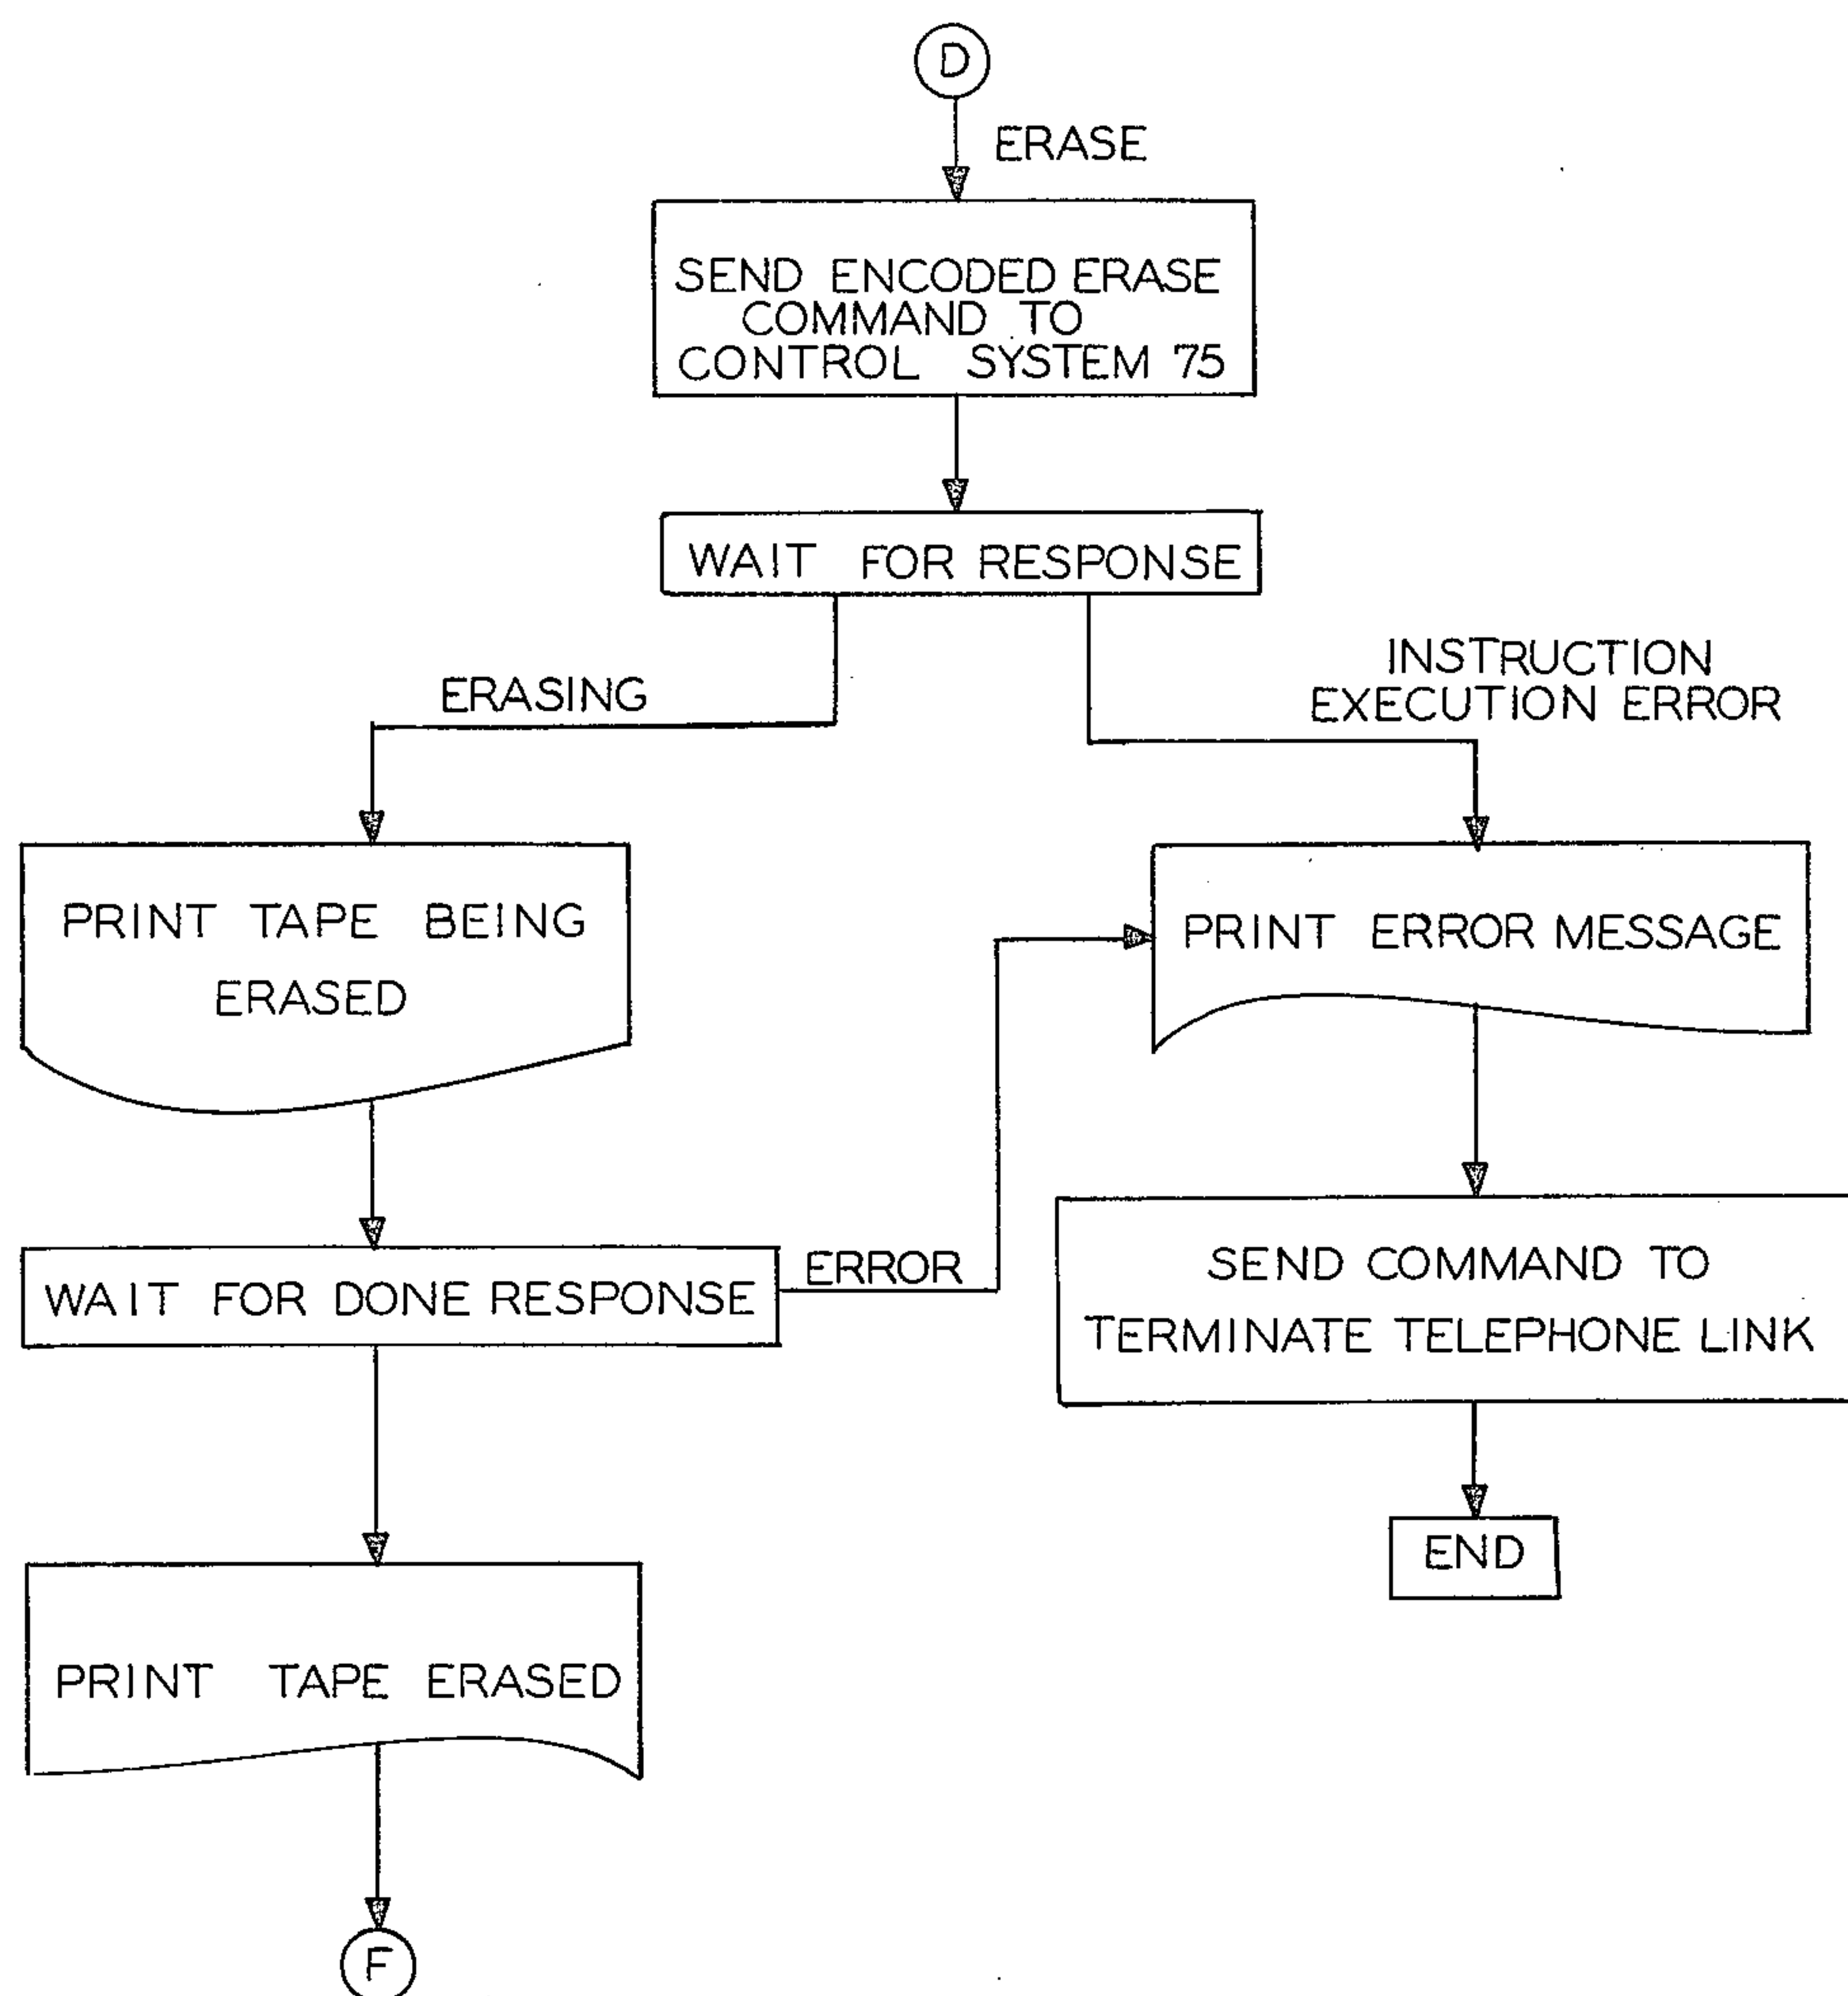 D
ERASE
SEND ENCODED ERASE
COMMAND TO
CONTROL SYSTEM 75
WAIT FOR RESPONSE
ERASING
INSTRUCTION
EXECUTION ERROR
PRINT TAPE BEING
ERASED
PRINT ERROR MESSAGE
WAIT FOR DONE RESPONSE
ERROR
SEND COMMAND TO
TERMINATE TELEPHONE LINK
END
PRINT TAPE ERASED
F